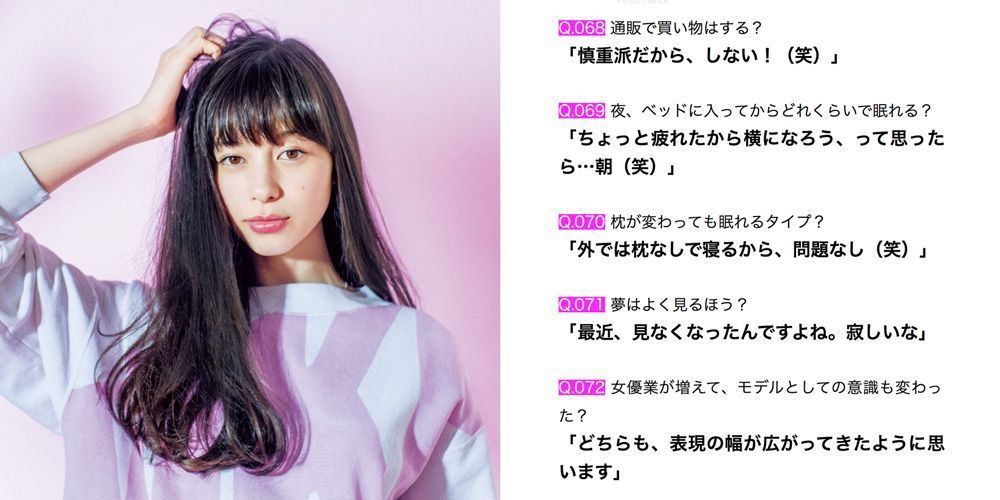 Performance
Q.068 通販で買い物はする？
「慎重派だから、しない！（笑）」
Q.069 夜、ベッドに入ってからどれくらいで眠れる？
「ちょっと疲れたから横になろう、って思った
ら…朝（笑）」
Q.070 枕が変わっても眠れるタイプ？
「外では枕なしで寝るから、問題なし（笑）」
Q.071 夢はよく見るほう？
「最近、見なくなったんですよね。寂しいな」
Q.072 女優業が増えて、モデルとしての意識も変わっ
た？
「どちらも、表現の幅が広がってきたように思
います」